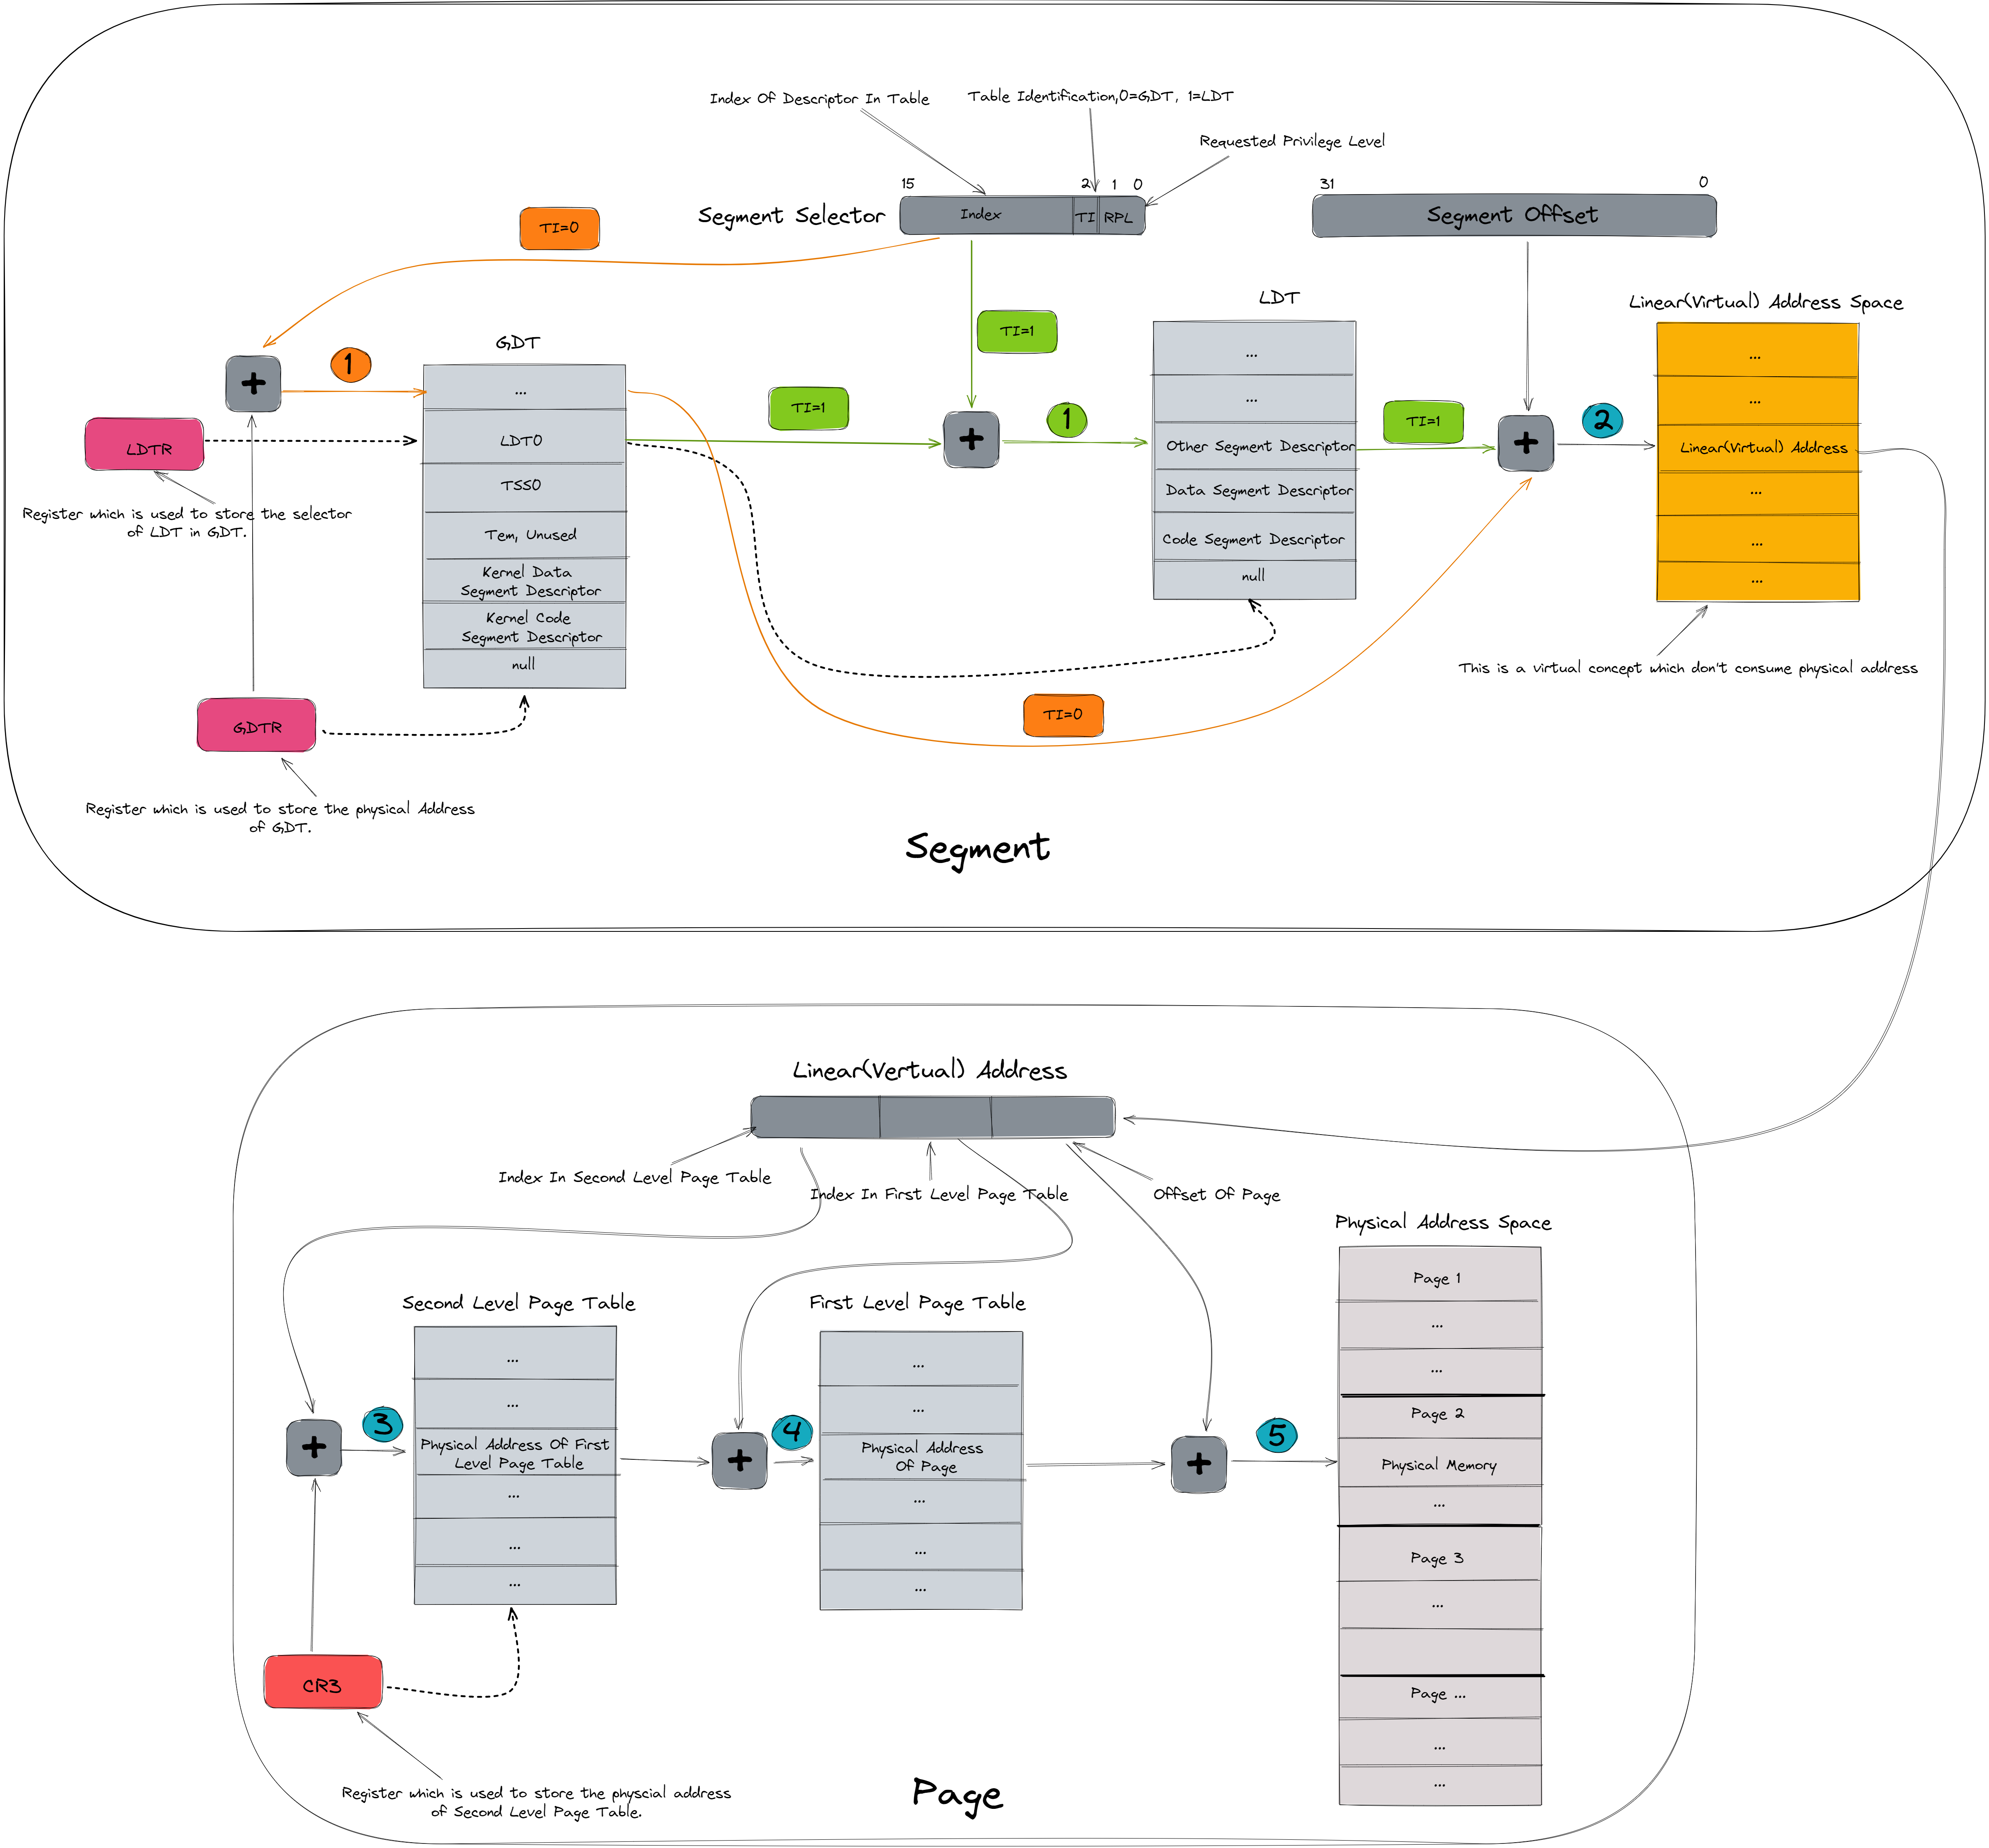 Index Of Descriptor In Table
Table Identification,0=GDT, 1=LDT
Requested Privilege Level
15
2
1
0
31
0
Segment Selector
Index
TI
RPL
Segment Offset
TI=0
LDT
Linear(Virtual) Address Space
TI=1
GDT
1
+
...
...
...
TI=1
1
TI=1
2
...
...
LDTR
LDT0
+
Other Segment Descriptor
+
Linear(Virtual) Address
TSS0
Data Segment Descriptor
...
Register which is used to store the selector
of LDT in GDT.
Tem, Unused
Code Segment Descriptor
...
Kernel Data
Segment Descriptor
null
...
Kernel Code
Segment Descriptor
null
This is a virtual concept which don't consume physical address
GDTR
TI=0
Register which is used to store the physical Address
of GDT.
Segment
Linear(Vertual) Address
Index In Second Level Page Table
Index In First Level Page Table
Offset Of Page
Physical Address Space
Second Level Page Table
First Level Page Table
Page 1
...
...
...
...
...
...
3
4
5
Page 2
+
Physical Address Of First
Level Page Table
+
Physical Address
Of Page
+
Physical Memory
...
...
...
...
...
Page 3
...
...
...
CR3
Page ...
...
...
Register which is used to store the physcial address
of Second Level Page Table.
Page